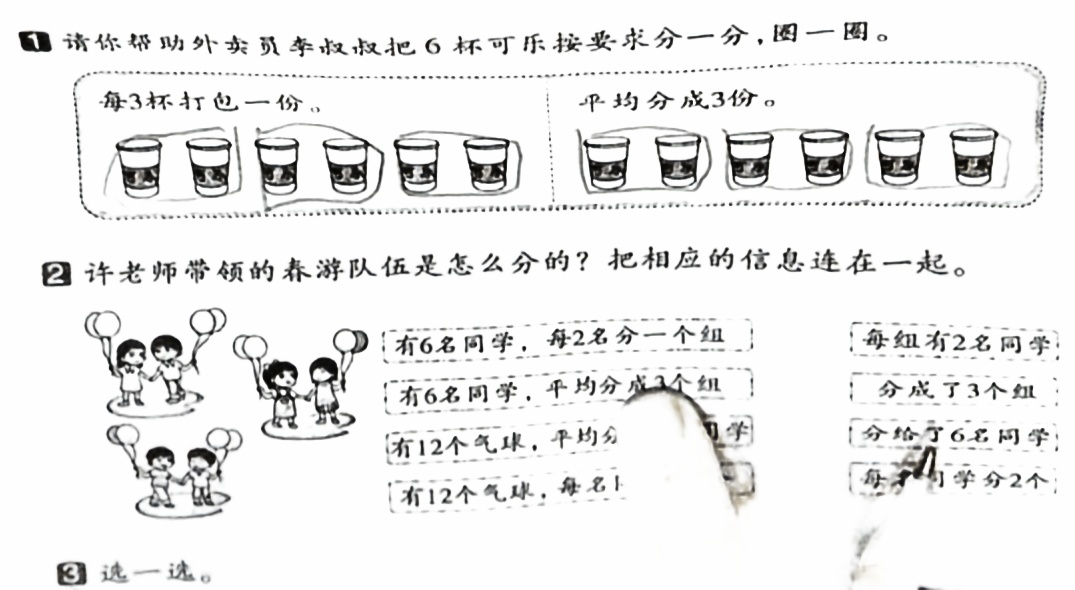 1 请你帮助外卖员李叔叔把6杯可乐按要求分一分，圈一圈。
每3杯打包一份。
平均分成3份。
2 许老师带领的春游队伍是怎么分的？把相应的信息连在一起。
有6名同学，每2名分一个组
每组有2名同学
有6名同学，平均分成3个组
分成了3个组
有12个气球，平均分 同学
分给了6名同学
有12个气球，每名
每 同学分2个
3 选一选。